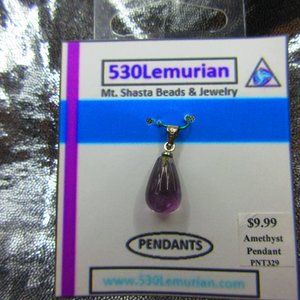 530Lemurian
Mt. Shasta Beads & Jewelry
$9.99
Amethyst
Pendant
PNT329
PENDANTS
www.530Lemurian.com